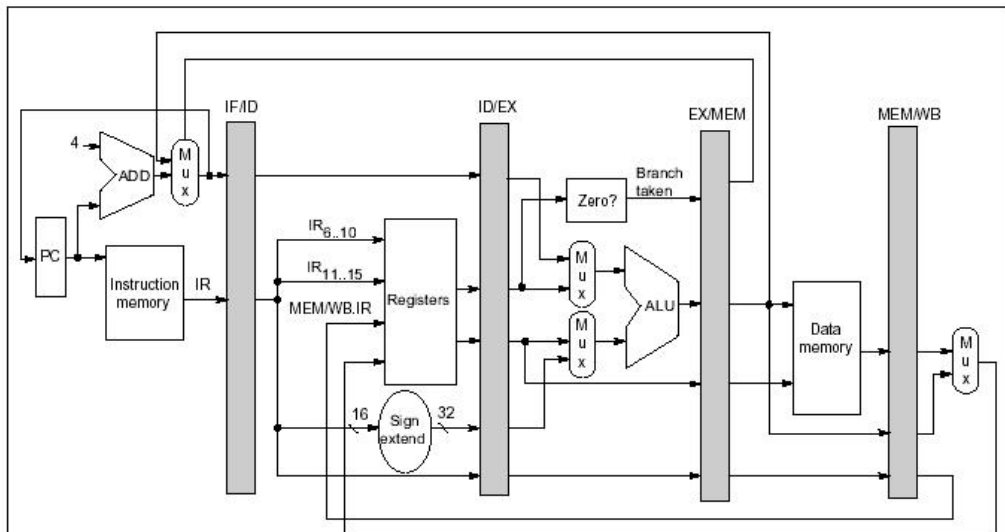 IF/ID
ID/EX
EX/MEM
MEM/WB
4
ADD
M
u
x
Branch
taken
Zero?
IR6..10
PC
Instruction
memory
IR
IR11..15
MEM/WB.IR
Registers
M
u
x
M
u
x
ALU
Data
memory
M
u
x
16
Sign
extend
32